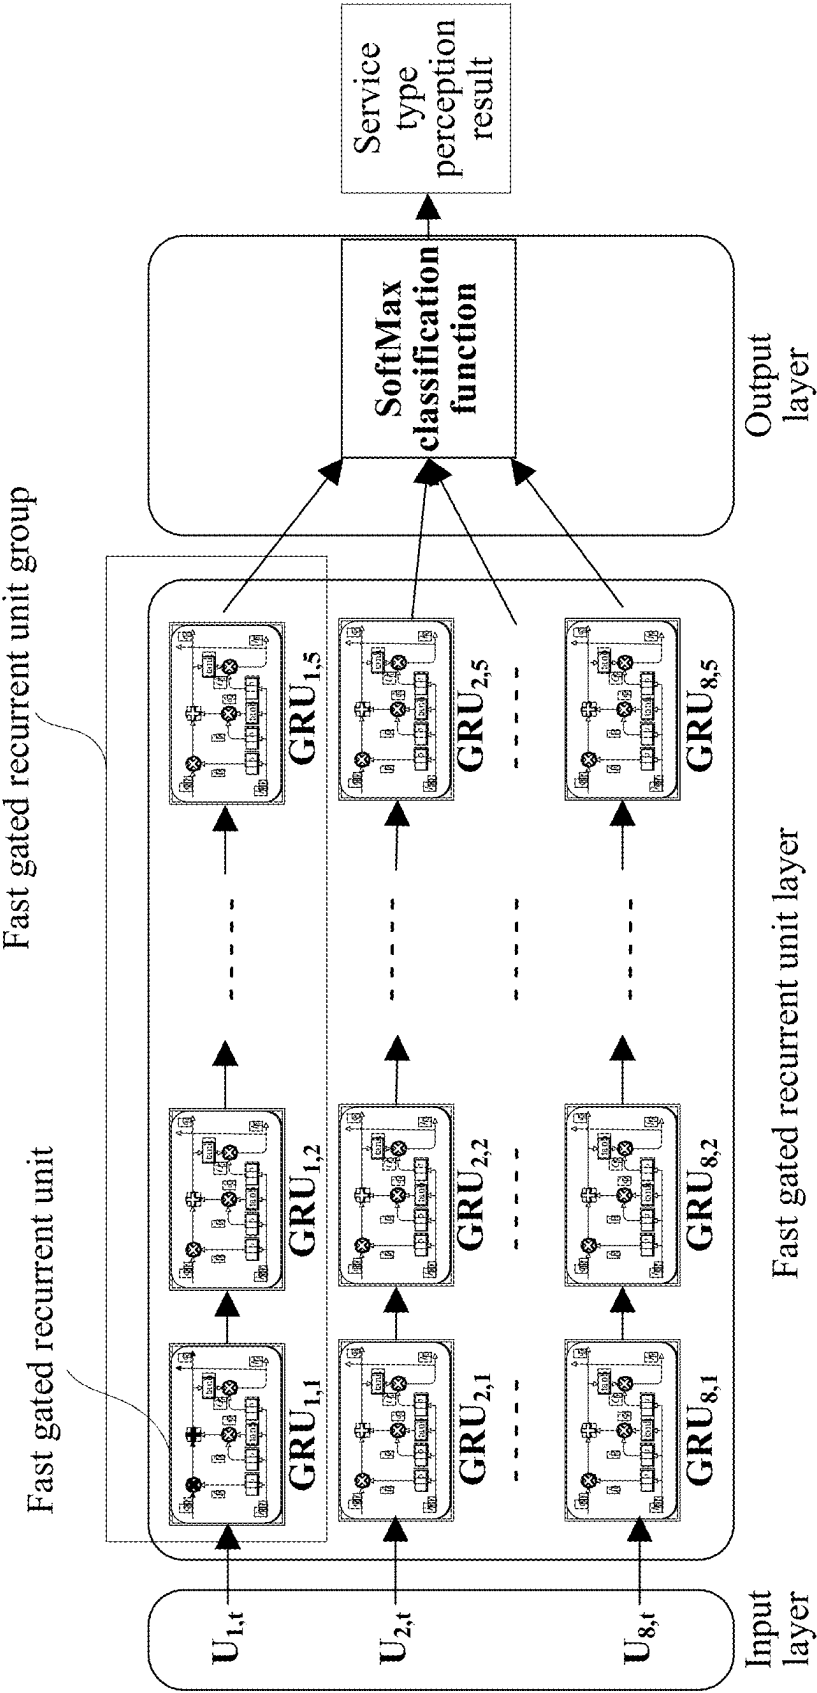 Fast gated recurrent unit group
Fast gated recurrent unit
U1,t
GRU1,1
GRU1,2
GRU1,5
U2,t
GRU2,1
GRU2,2
GRU2,5
U8,t
GRU8,1
GRU8,2
GRU8,5
SoftMax
classification
function
Service
type
perception
result
Input
layer
Fast gated recurrent unit layer
Output
layer